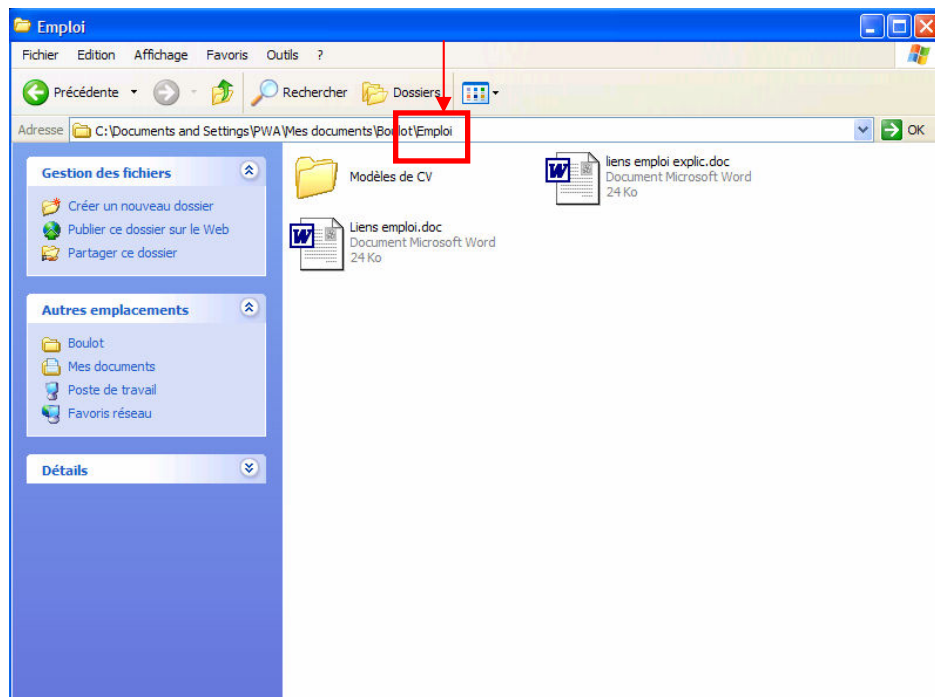 Emploi
Fichier Edition Affichage Favoris Outils ?
Précédente Rechercher Dossiers
Adresse C:\Documents and Settings\PWA\Mes documents\Boulot\Emploi OK
Gestion des fichiers
Créer un nouveau dossier
Publier ce dossier sur le Web
Partager ce dossier
Autres emplacements
Boulot
Mes documents
Poste de travail
Favoris réseau
Détails
Modèles de CV
liens emploi explic.doc
Document Microsoft Word
24 Ko
Liens emploi.doc
Document Microsoft Word
24 Ko